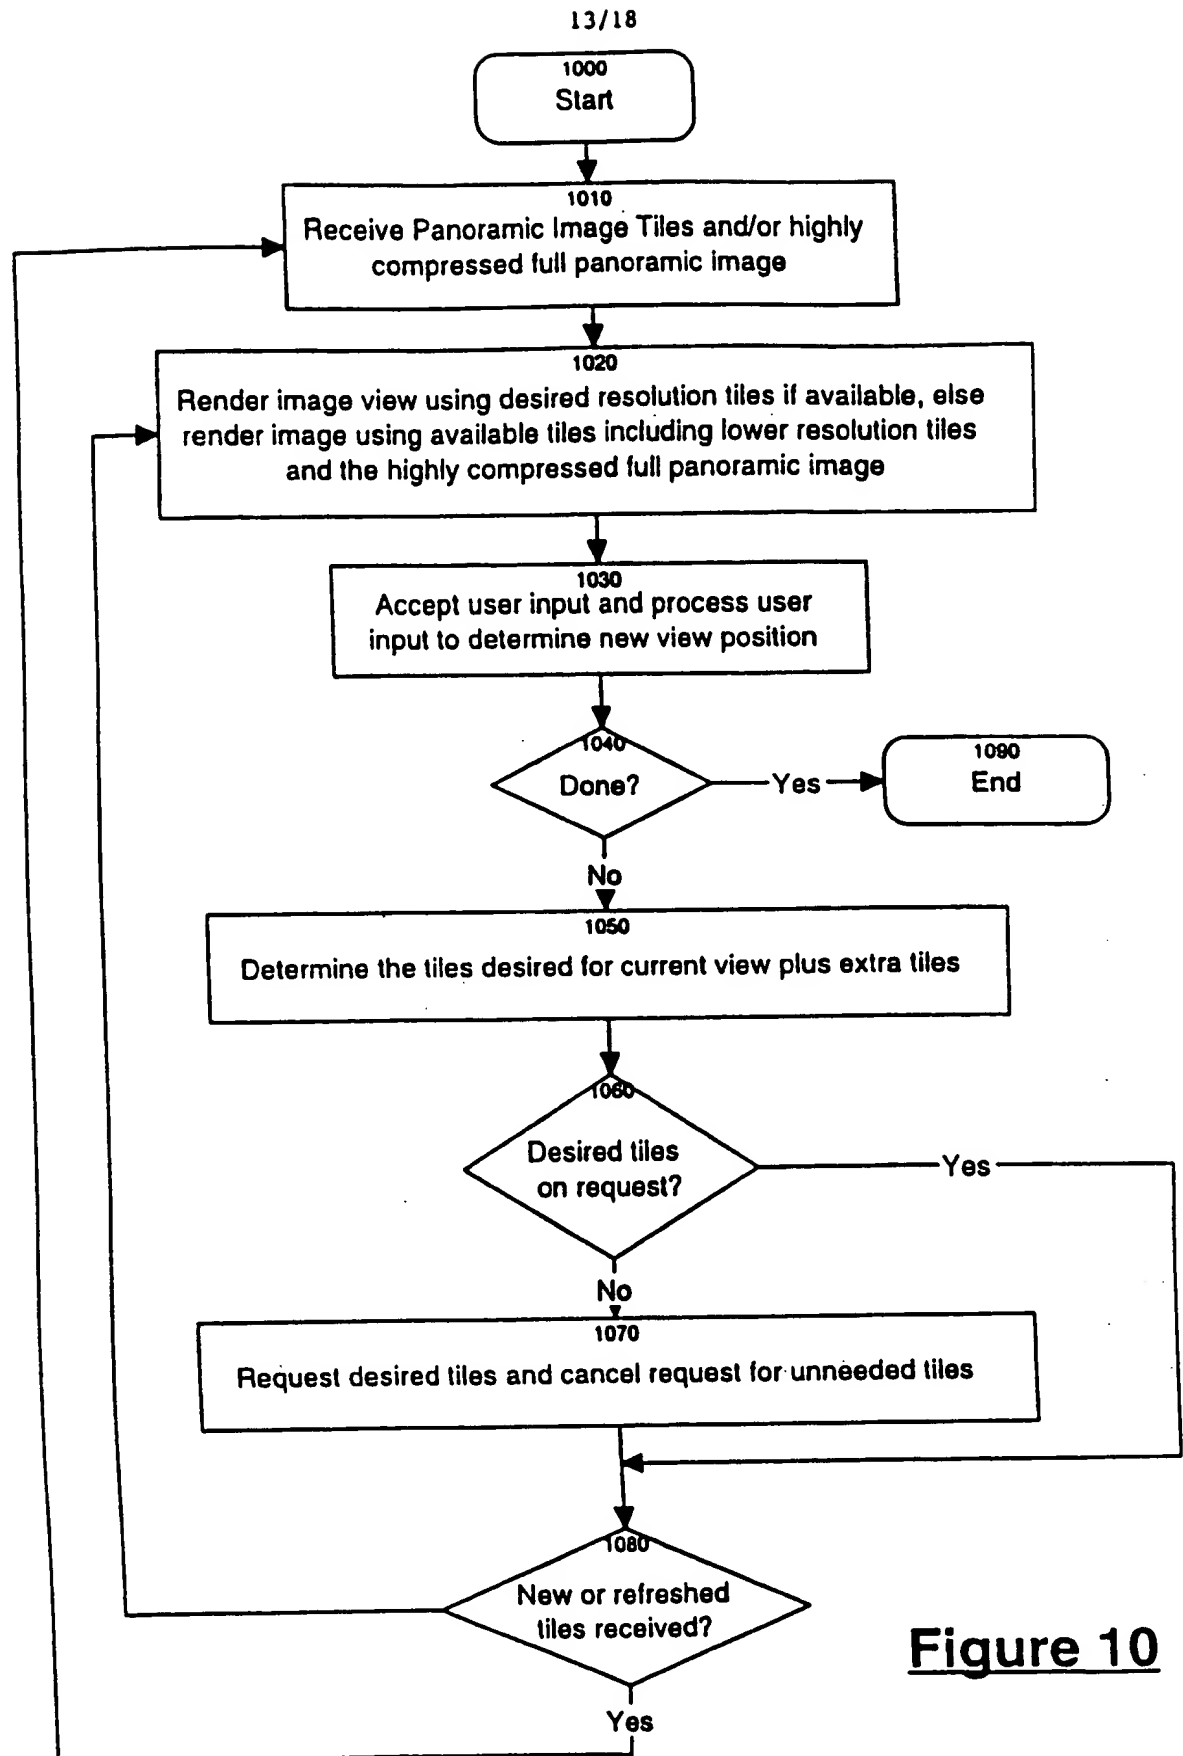 13/18
1000
Start
1010
Receive Panoramic Image Tiles and/or highly
compressed full panoramic image
1020
Render image view using desired resolution tiles if available, else
render image using available tiles including lower resolution tiles
and the highly compressed full panoramic image
1030
Accept user input and process user
input to determine new view position
1040
Done?
Yes
1090
End
No
1050
Determine the tiles desired for current view plus extra tiles
1060
Desired tiles
on request?
Yes
No
1070
Request desired tiles and cancel request for unneeded tiles
1080
New or refreshed
tiles received?
Figure 10
Yes